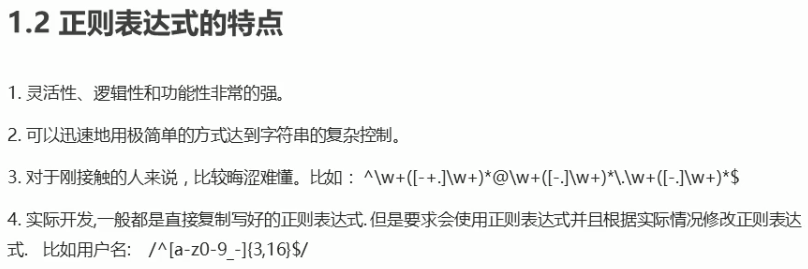 1.2 正则表达式的特点
1. 灵活性、逻辑性和功能性非常的强。
2. 可以迅速地用极简单的方式达到字符串的复杂控制。
3. 对于刚接触的人来说，比较晦涩难懂。比如： ^\w+([-+.]\w+)*@\w+([-.]\w+)*\.\w+([-.]\w+)*$
4. 实际开发,一般都是直接复制写好的正则表达式. 但是要求会使用正则表达式并且根据实际情况修改正则表达
式. 比如用户名: /^[a-z0-9_-]{3,16}$/